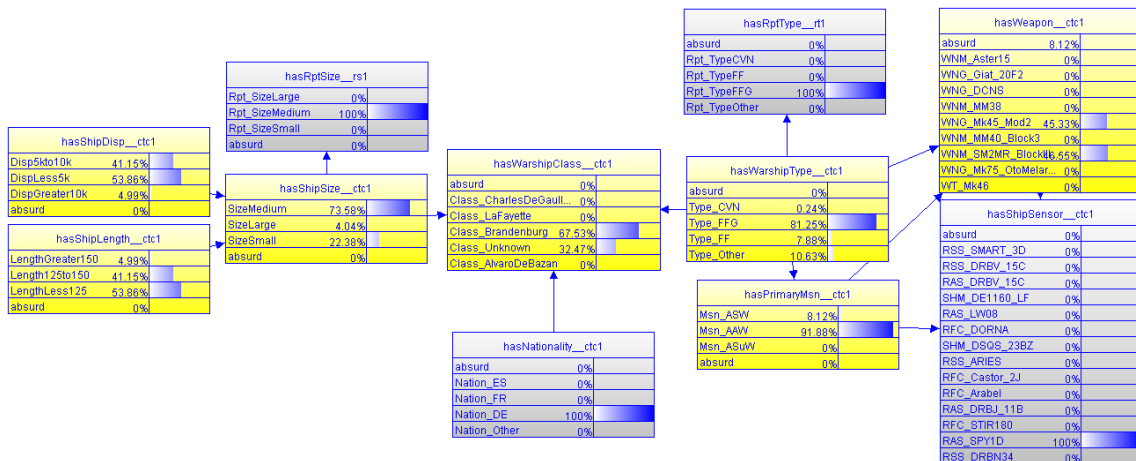 hasRptType__rt1
absurd 0%
Rpt_TypeCVN 0%
Rpt_TypeFF 0%
Rpt_TypeFFG 100%
Rpt_TypeOther 0%
hasWeapon__ctc1
absurd 8.12%
WNM_Aster15 0%
WNG_Giat_20F2 0%
WNG_DCNS 0%
WNM_MM38 0%
WNG_Mk45_Mod2 45.33%
WNM_MM40_Block3 0%
WNM_SM2MR_Block 46.55%
WNG_Mk75_OtoMelar... 0%
WT_Mk46 0%
hasRptSize__rs1
Rpt_SizeLarge 0%
Rpt_SizeMedium 100%
Rpt_SizeSmall 0%
absurd 0%
hasShipDisp__ctc1
Disp5kto10k 41.15%
DispLess5k 53.86%
DispGreater10k 4.99%
absurd 0%
hasShipSize__ctc1
SizeMedium 73.58%
SizeLarge 4.04%
SizeSmall 22.38%
absurd 0%
hasWarshipClass__ctc1
absurd 0%
Class_CharlesDeGaull... 0%
Class_LaFayette 0%
Class_Brandenburg 67.53%
Class_Unknown 32.47%
Class_AlvaroDeBazan 0%
hasWarshipType__ctc1
absurd 0%
Type_CVN 0.24%
Type_FFG 81.25%
Type_FF 7.88%
Type_Other 10.63%
hasShipLength__ctc1
LengthGreater150 4.99%
Length125to150 41.15%
LengthLess125 53.86%
absurd 0%
hasPrimaryMsn__ctc1
Msn_ASW 8.12%
Msn_AAW 91.88%
Msn_ASuW 0%
absurd 0%
hasNationality__ctc1
absurd 0%
Nation_ES 0%
Nation_FR 0%
Nation_DE 100%
Nation_Other 0%
hasShipSensor__ctc1
absurd 0%
RSS_SMART_3D 0%
RSS_DRBV_15C 0%
RAS_DRBV_15C 0%
SHM_DE1160_LF 0%
RAS_LW08 0%
RFC_DORNA 0%
SHM_DSQS_23BZ 0%
RSS_ARIES 0%
RFC_Castor_2J 0%
RFC_Arabel 0%
RAS_DRBJ_11B 0%
RFC_STIR180 0%
RAS_SPY1D 100%
RSS_DRBN34 0%